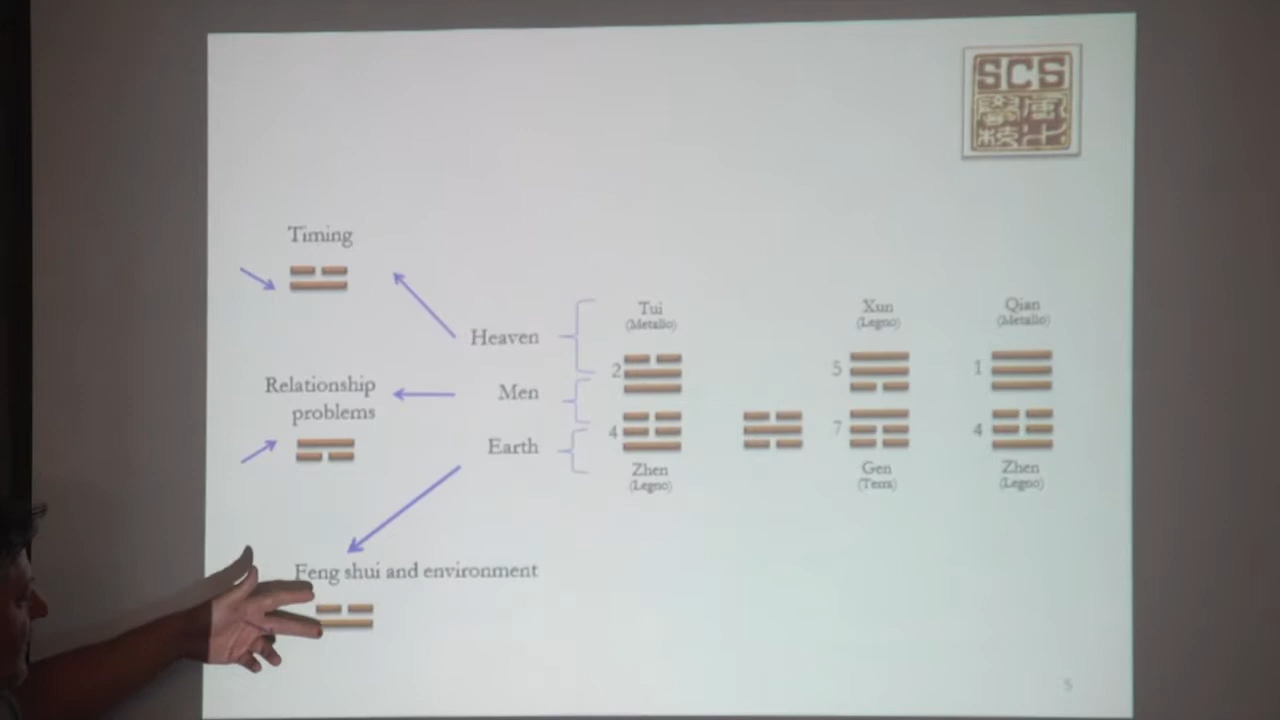 SCS
Timing
Heaven
Tui
(Metallo)
2
Xun
(Legno)
5
Qian
(Metallo)
1
Relationship
problems
Men
Earth
4
Zhen
(Legno)
7
Gen
(Terra)
4
Zhen
(Legno)
Feng shui and environment
5